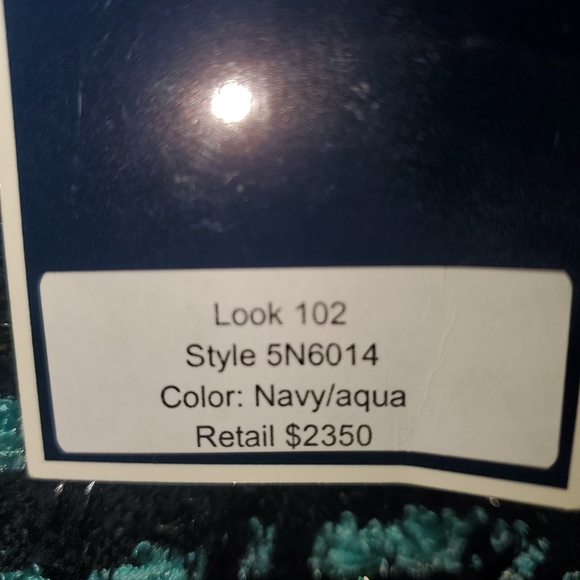 Look 102
Style 5N6014
Color: Navy/aqua
Retail $2350